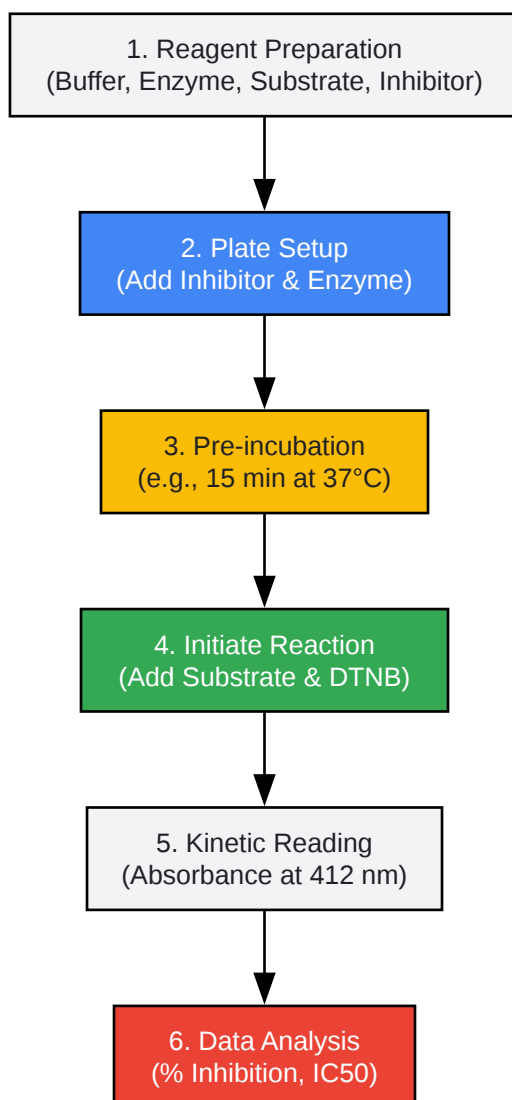 1. Reagent Preparation
(Buffer, Enzyme, Substrate, Inhibitor)
2. Plate Setup
(Add Inhibitor & Enzyme)
3. Pre-incubation
(e.g., 15 min at 37°C)
4. Initiate Reaction
(Add Substrate & DTNB)
5. Kinetic Reading
(Absorbance at 412 nm)
6. Data Analysis
(% Inhibition, IC50)